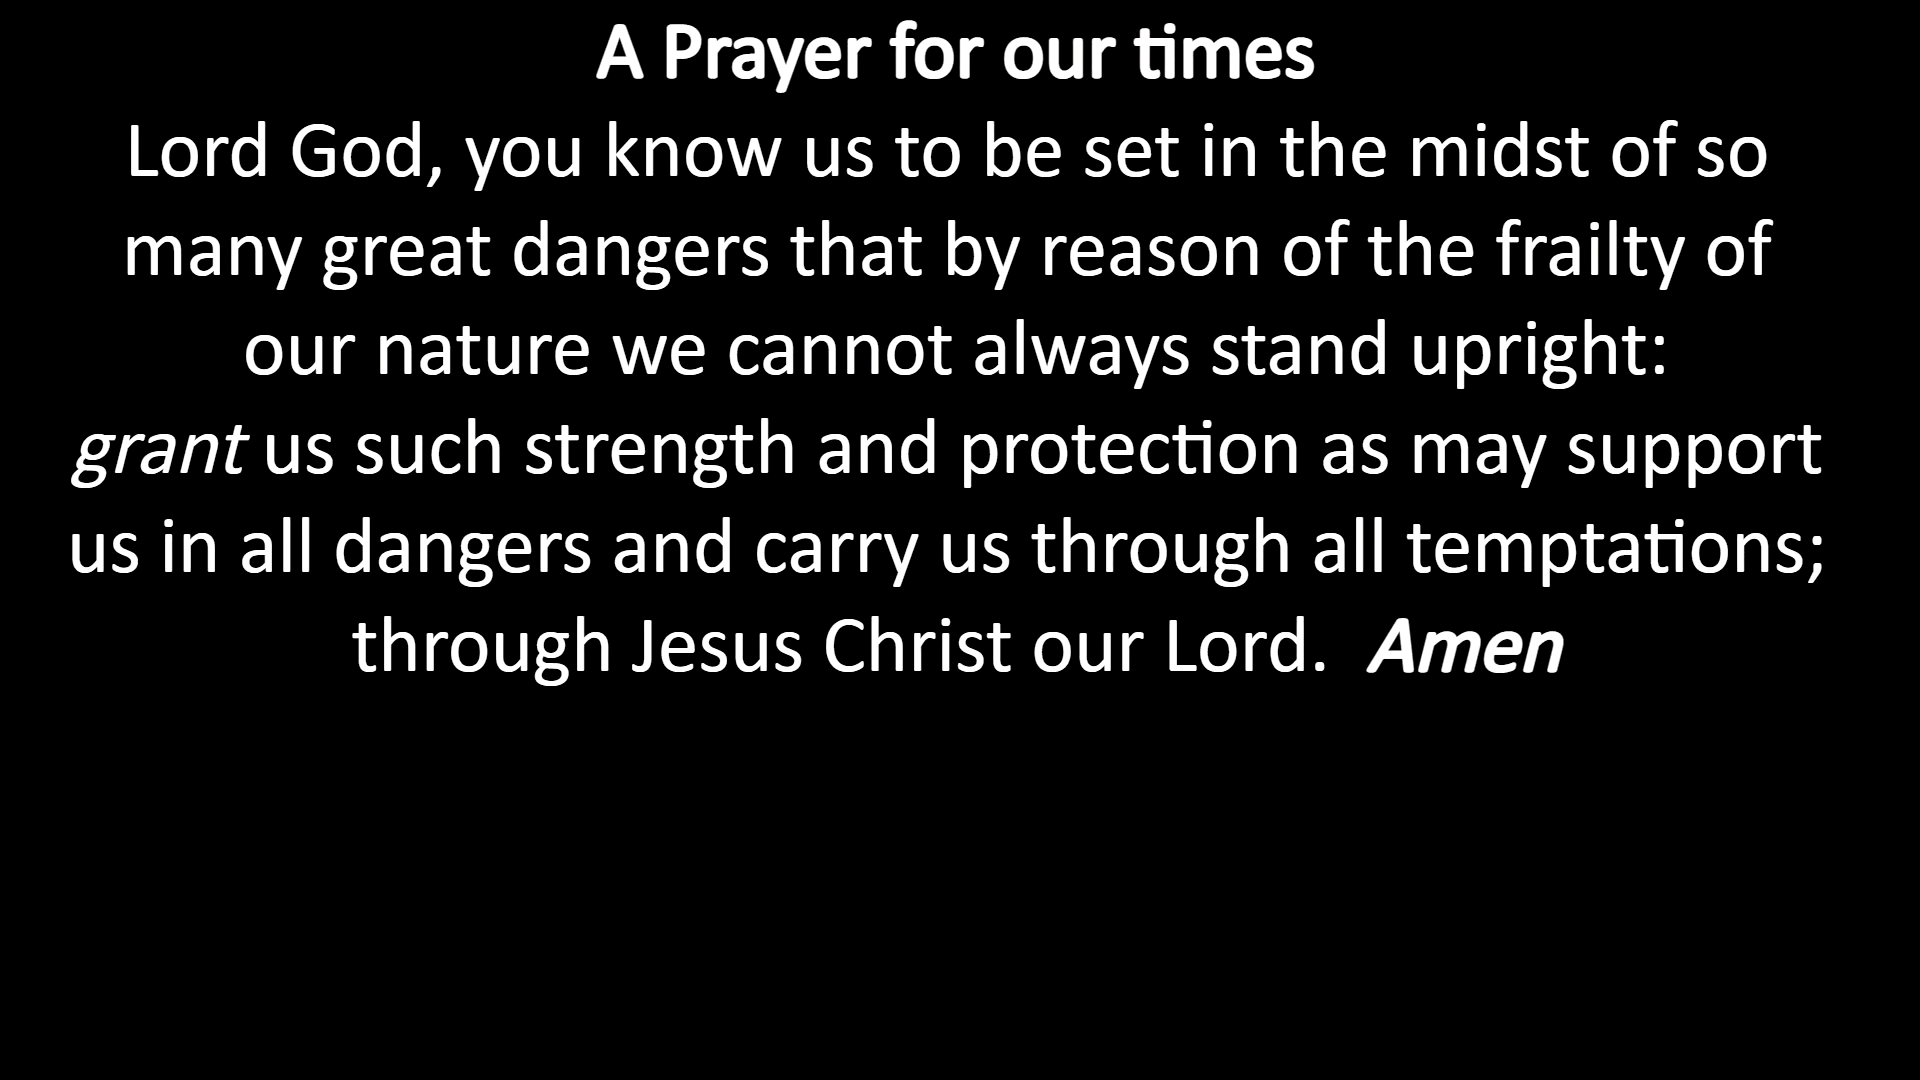 A Prayer for our times
Lord God, you know us to be set in the midst of so
many great dangers that by reason of the frailty of
our nature we cannot always stand upright:
grant us such strength and protection as may support
us in all dangers and carry us through all temptations;
through Jesus Christ our Lord.  Amen